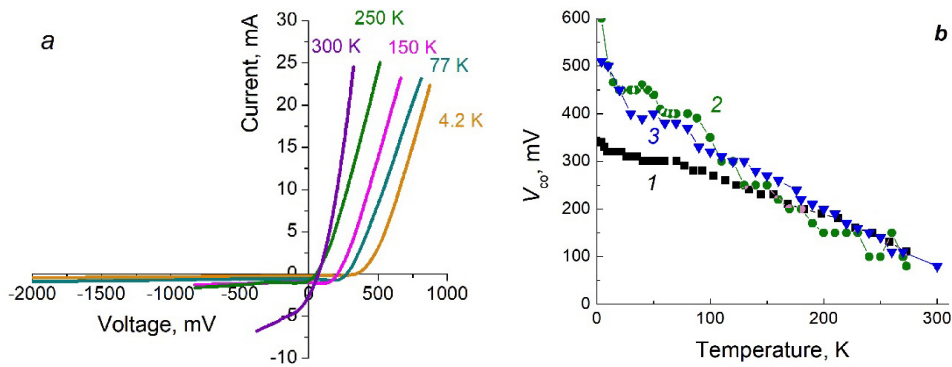 a
30
25
20
15
10
5
0
-5
-10
Current, mA
300 K
250 K
150 K
77 K
4.2 K
-2000 -1500 -1000 -500 0 500 1000
Voltage, mV
b
600
500
400
300
200
100
0
V_co, mV
1
2
3
0 100 200 300
Temperature, K